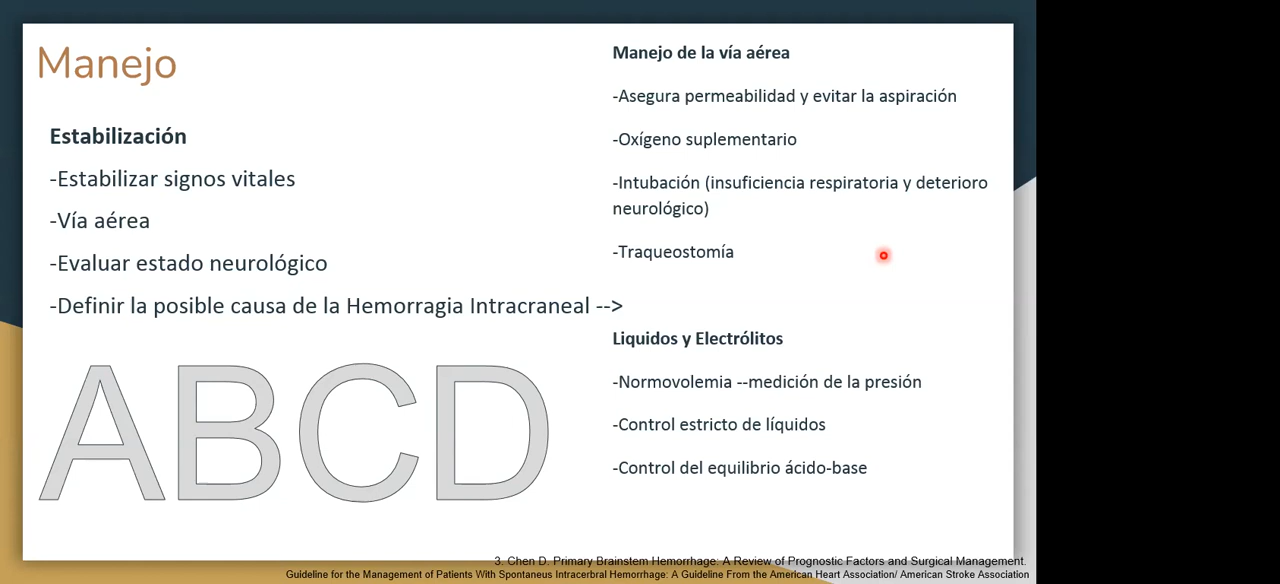 Manejo
Estabilización
-Estabilizar signos vitales
-Vía aérea
-Evaluar estado neurológico
-Definir la posible causa de la Hemorragia Intracraneal -->
ABCD
Manejo de la vía aérea
-Asegura permeabilidad y evitar la aspiración
-Oxígeno suplementario
-Intubación (insuficiencia respiratoria y deterioro
neurológico)
-Traqueostomía
Liquidos y Electrólitos
-Normovolemia --medición de la presión
-Control estricto de líquidos
-Control del equilibrio ácido-base
3. Chen D. Primary Brainstem Hemorrhage: A Review of Prognostic Factors and Surgical Management.
Guideline for the Management of Patients With Spontaneus Intracerbral Hemorrhage: A Guideline From the American Heart Association/ American Stroke Association